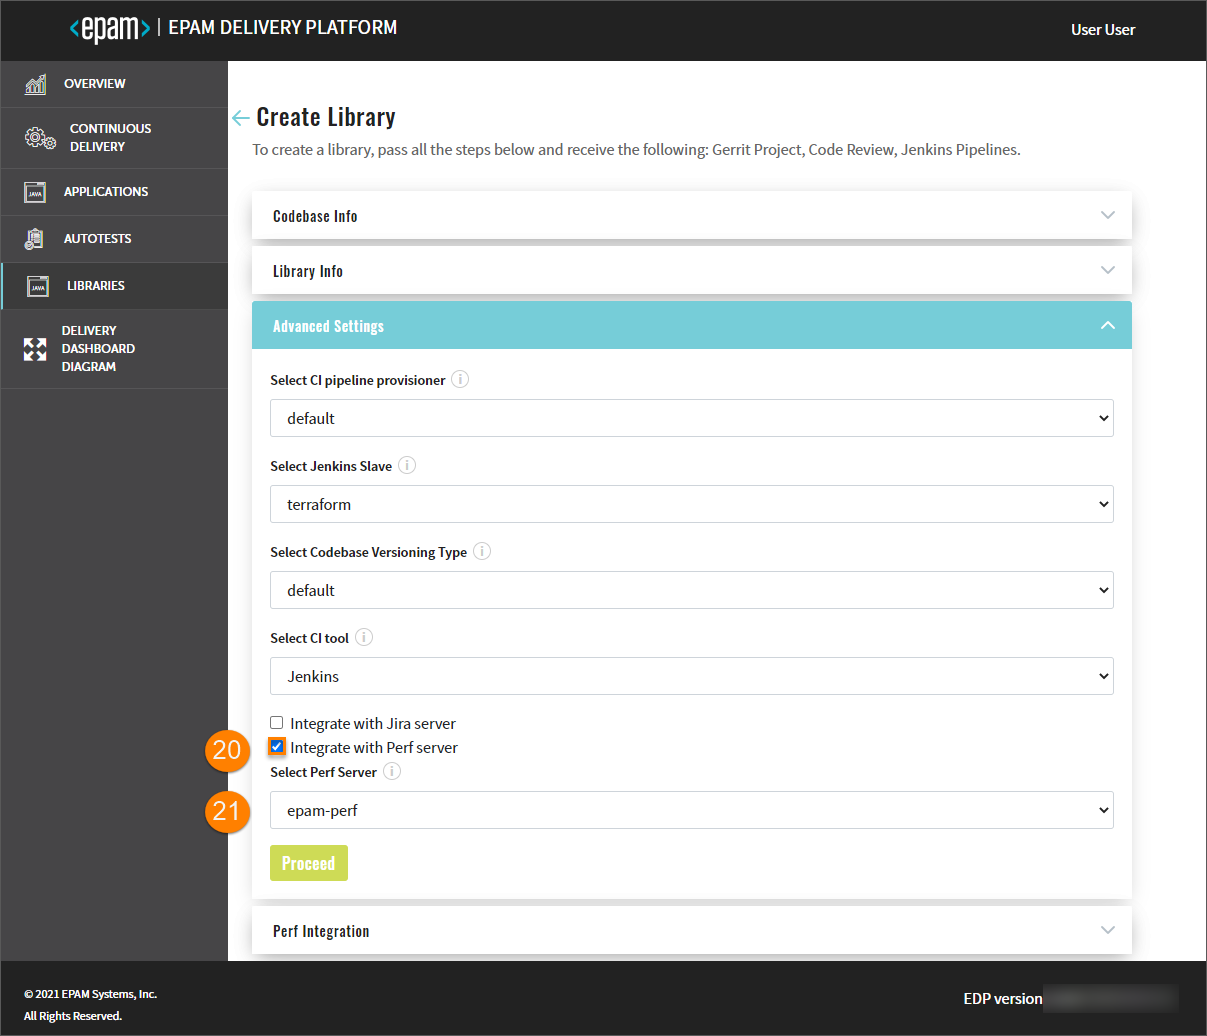 <epam> | EPAM DELIVERY PLATFORM
User User
OVERVIEW
CONTINUOUS
DELIVERY
JAVA
APPLICATIONS
AUTOTESTS
JAVA
LIBRARIES
DELIVERY
DASHBOARD
DIAGRAM
Create Library
To create a library, pass all the steps below and receive the following: Gerrit Project, Code Review, Jenkins Pipelines.
Codebase Info
Library Info
Advanced Settings
Select CI pipeline provisioner
default
Select Jenkins Slave
terraform
Select Codebase Versioning Type
default
Select CI tool
Jenkins
Integrate with Jira server
20 Integrate with Perf server
Select Perf Server
21 epam-perf
Proceed
Perf Integration
© 2021 EPAM Systems, Inc.
All Rights Reserved.
EDP version